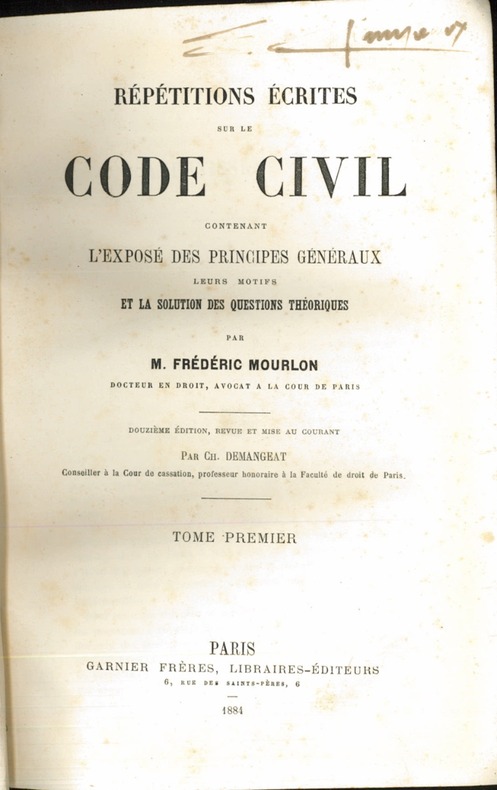 RÉPÉTITIONS ÉCRITES
SUR LE
CODE CIVIL
CONTENANT
L'EXPOSÉ DES PRINCIPES GÉNÉRAUX
LEURS MOTIFS
ET LA SOLUTION DES QUESTIONS THÉORIQUES
PAR
M. FRÉDÉRIC MOURLON
DOCTEUR EN DROIT, AVOCAT A LA COUR DE PARIS
DOUZIÈME ÉDITION, REVUE ET MISE AU COURANT
PAR CH. DEMANGEAT
Conseiller à la Cour de cassation, professeur honoraire à la Faculté de droit de Paris.
TOME PREMIER
PARIS
GARNIER FRÈRES, LIBRAIRES-ÉDITEURS
6, RUE DES SAINTS-PÈRES, 6
1884